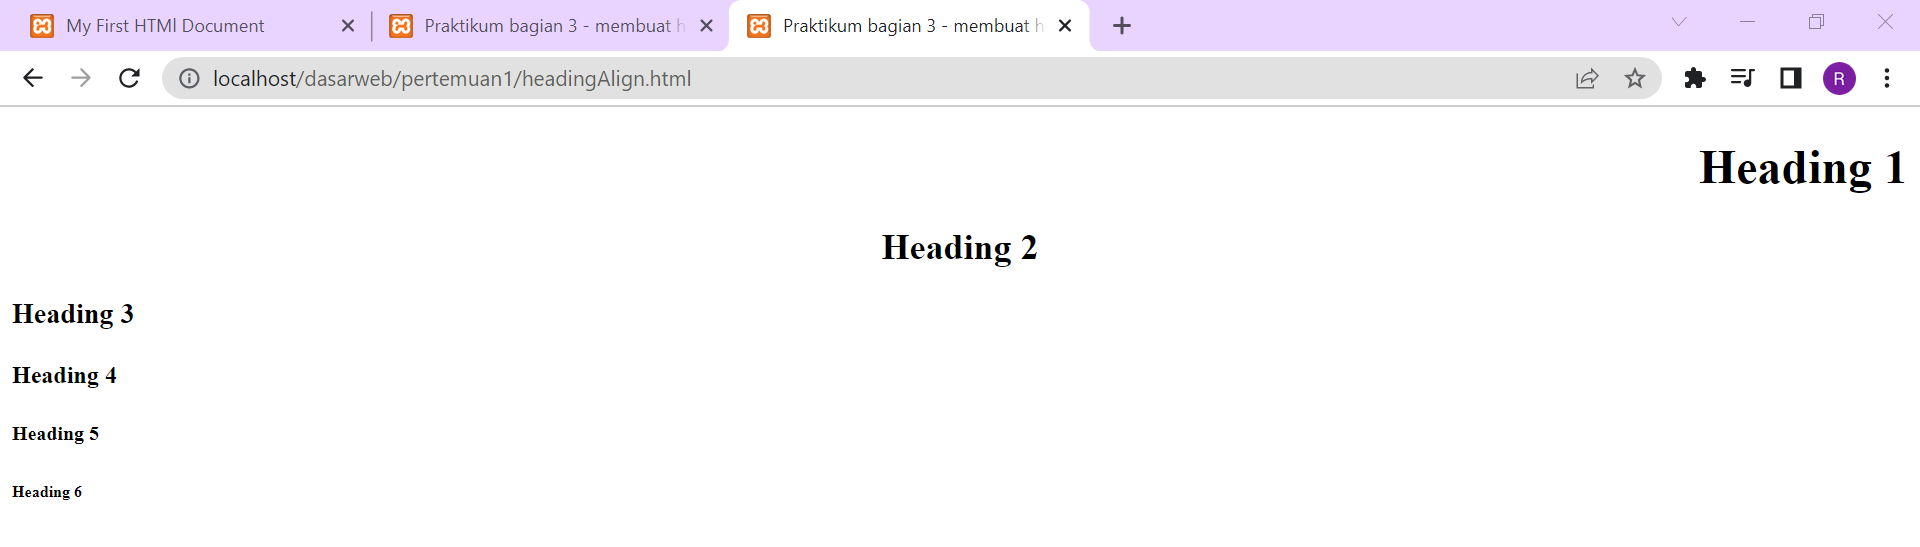 My First HTMl Document
Praktikum bagian 3 - membuat h
Praktikum bagian 3 - membuat h
localhost/dasarweb/pertemuan1/headingAlign.html
R
Heading 1
Heading 2
Heading 3
Heading 4
Heading 5
Heading 6